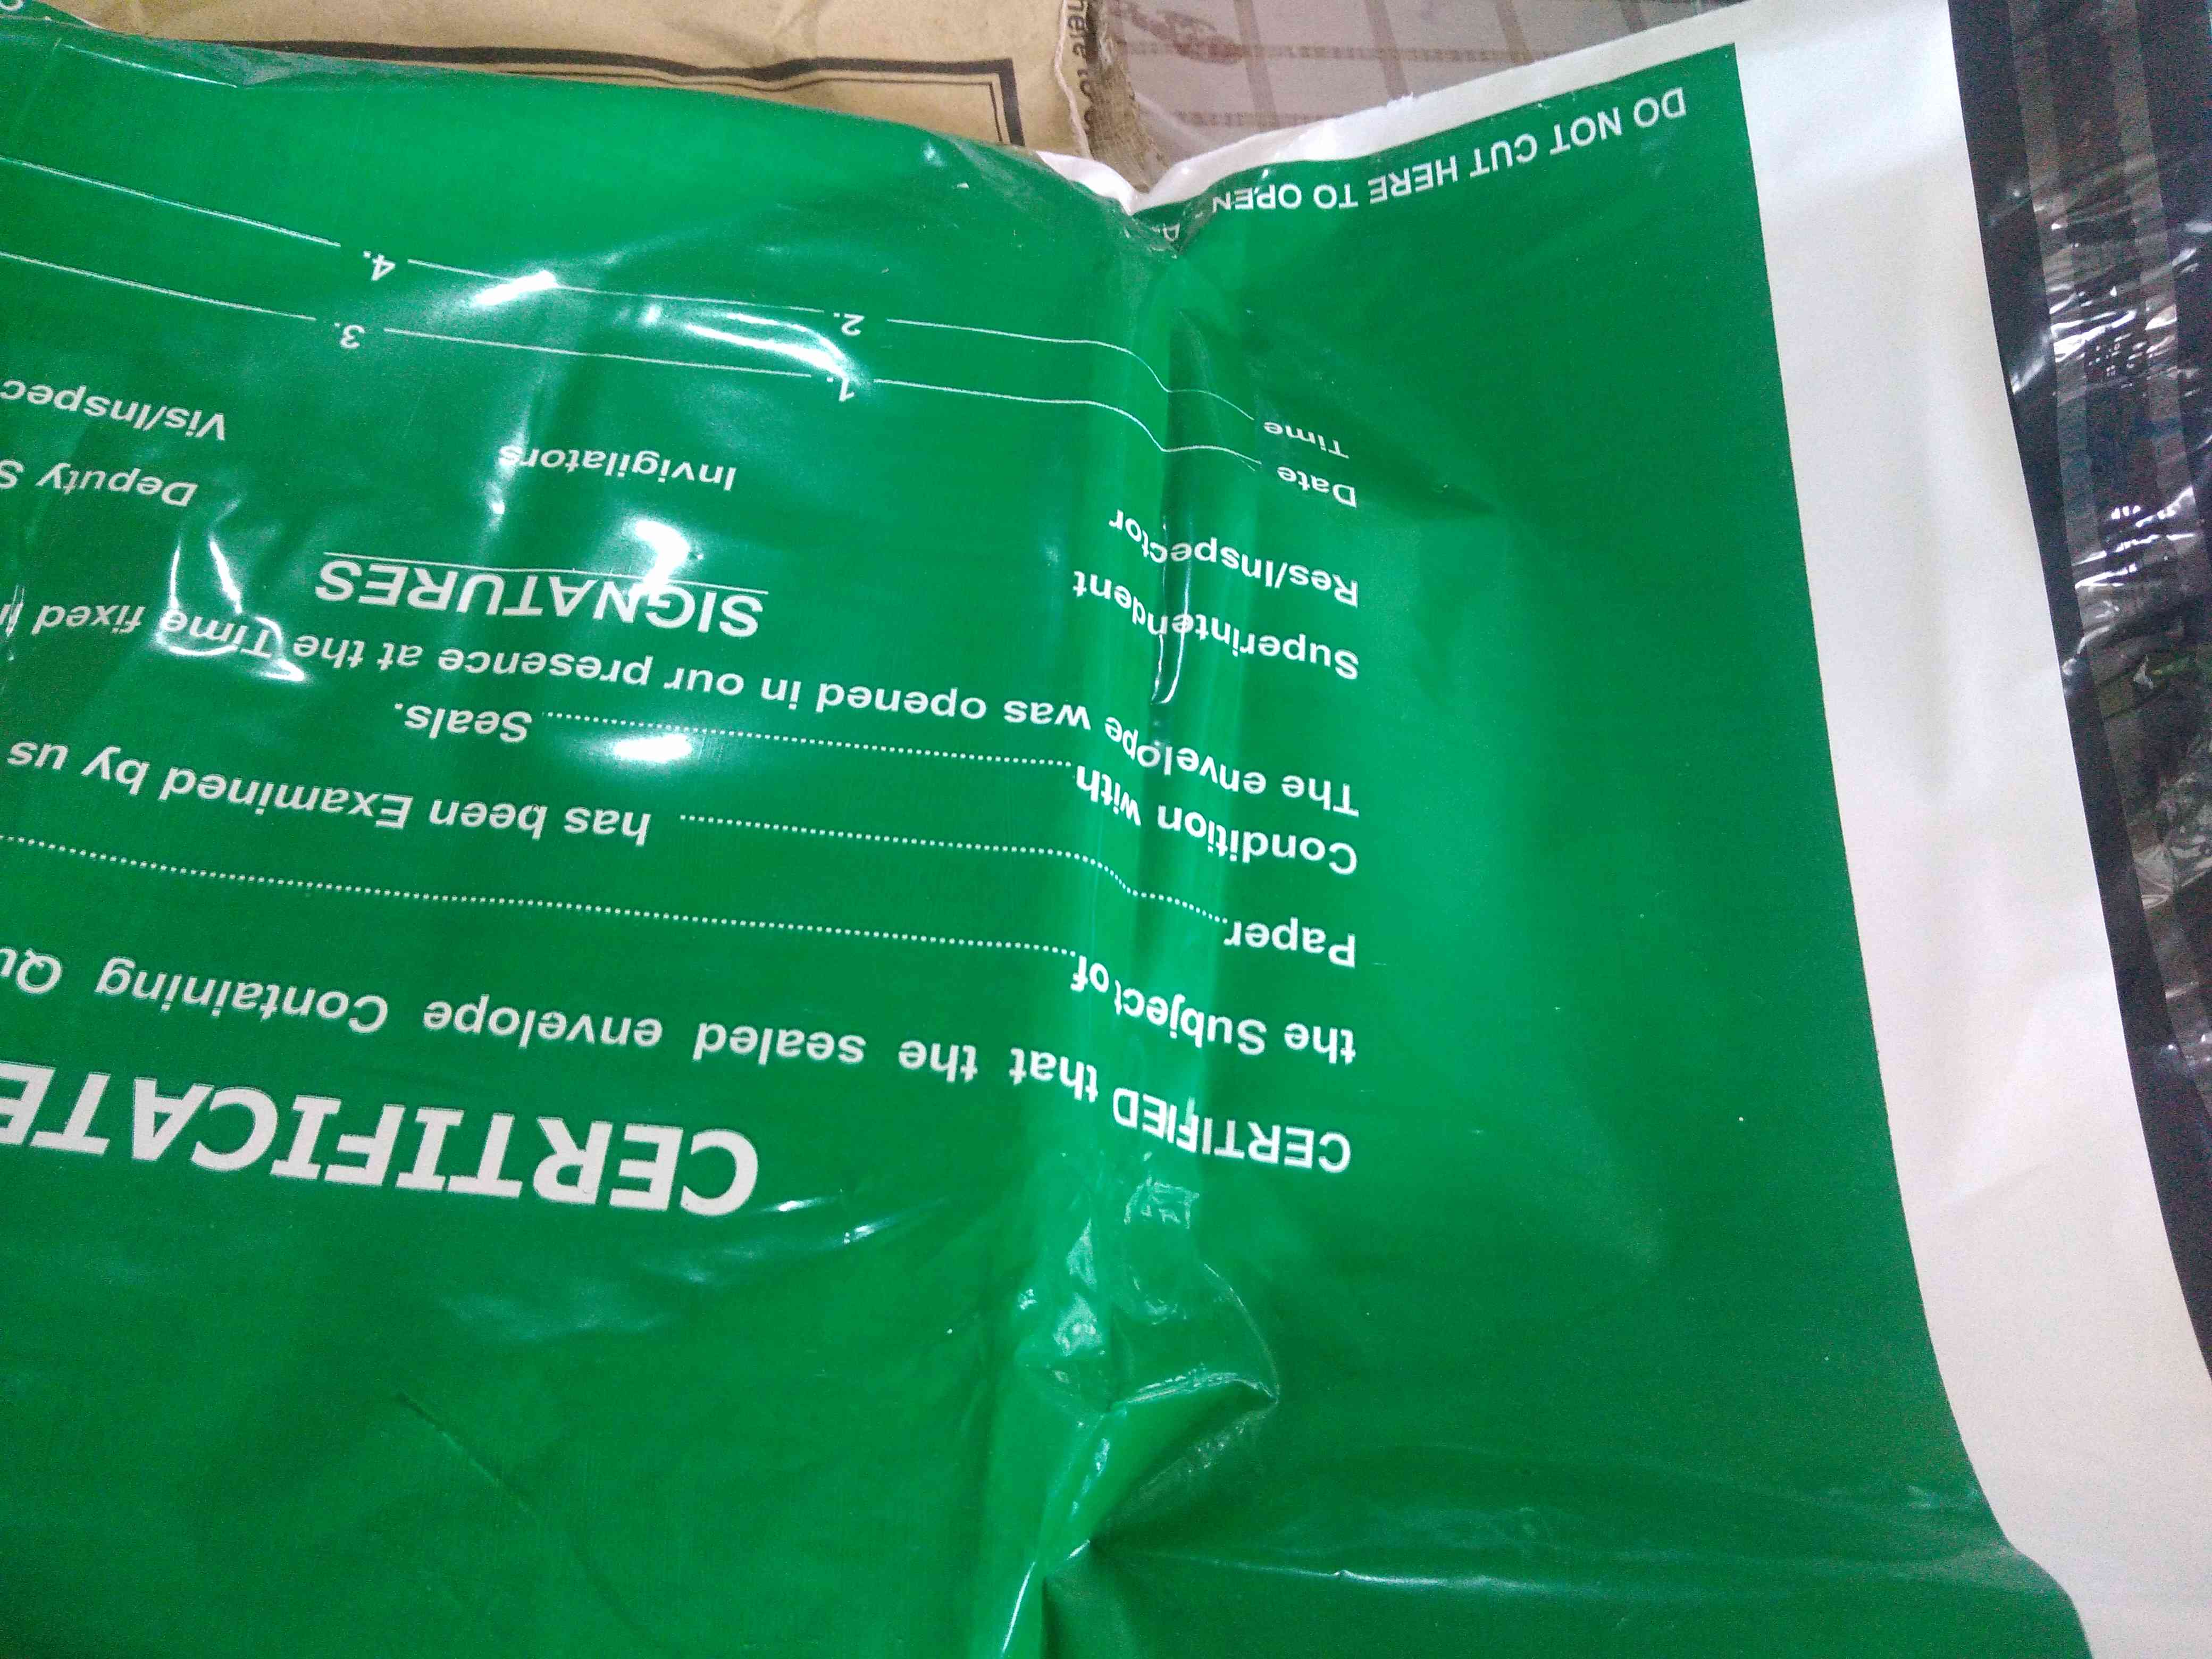 CERTIFICATE
CERTIFIED that the sealed envelope Containing
the Subject of
Paper has been Examined by us
Condition with Seals.
The envelope was opened in our presence at the Time fixed
SIGNATURES
Superintendent Deputy
Res/Inspector Invigilators Vis/Inspec
Date 1. 3.
Time 2. 4.
DO NOT CUT HERE TO OPEN